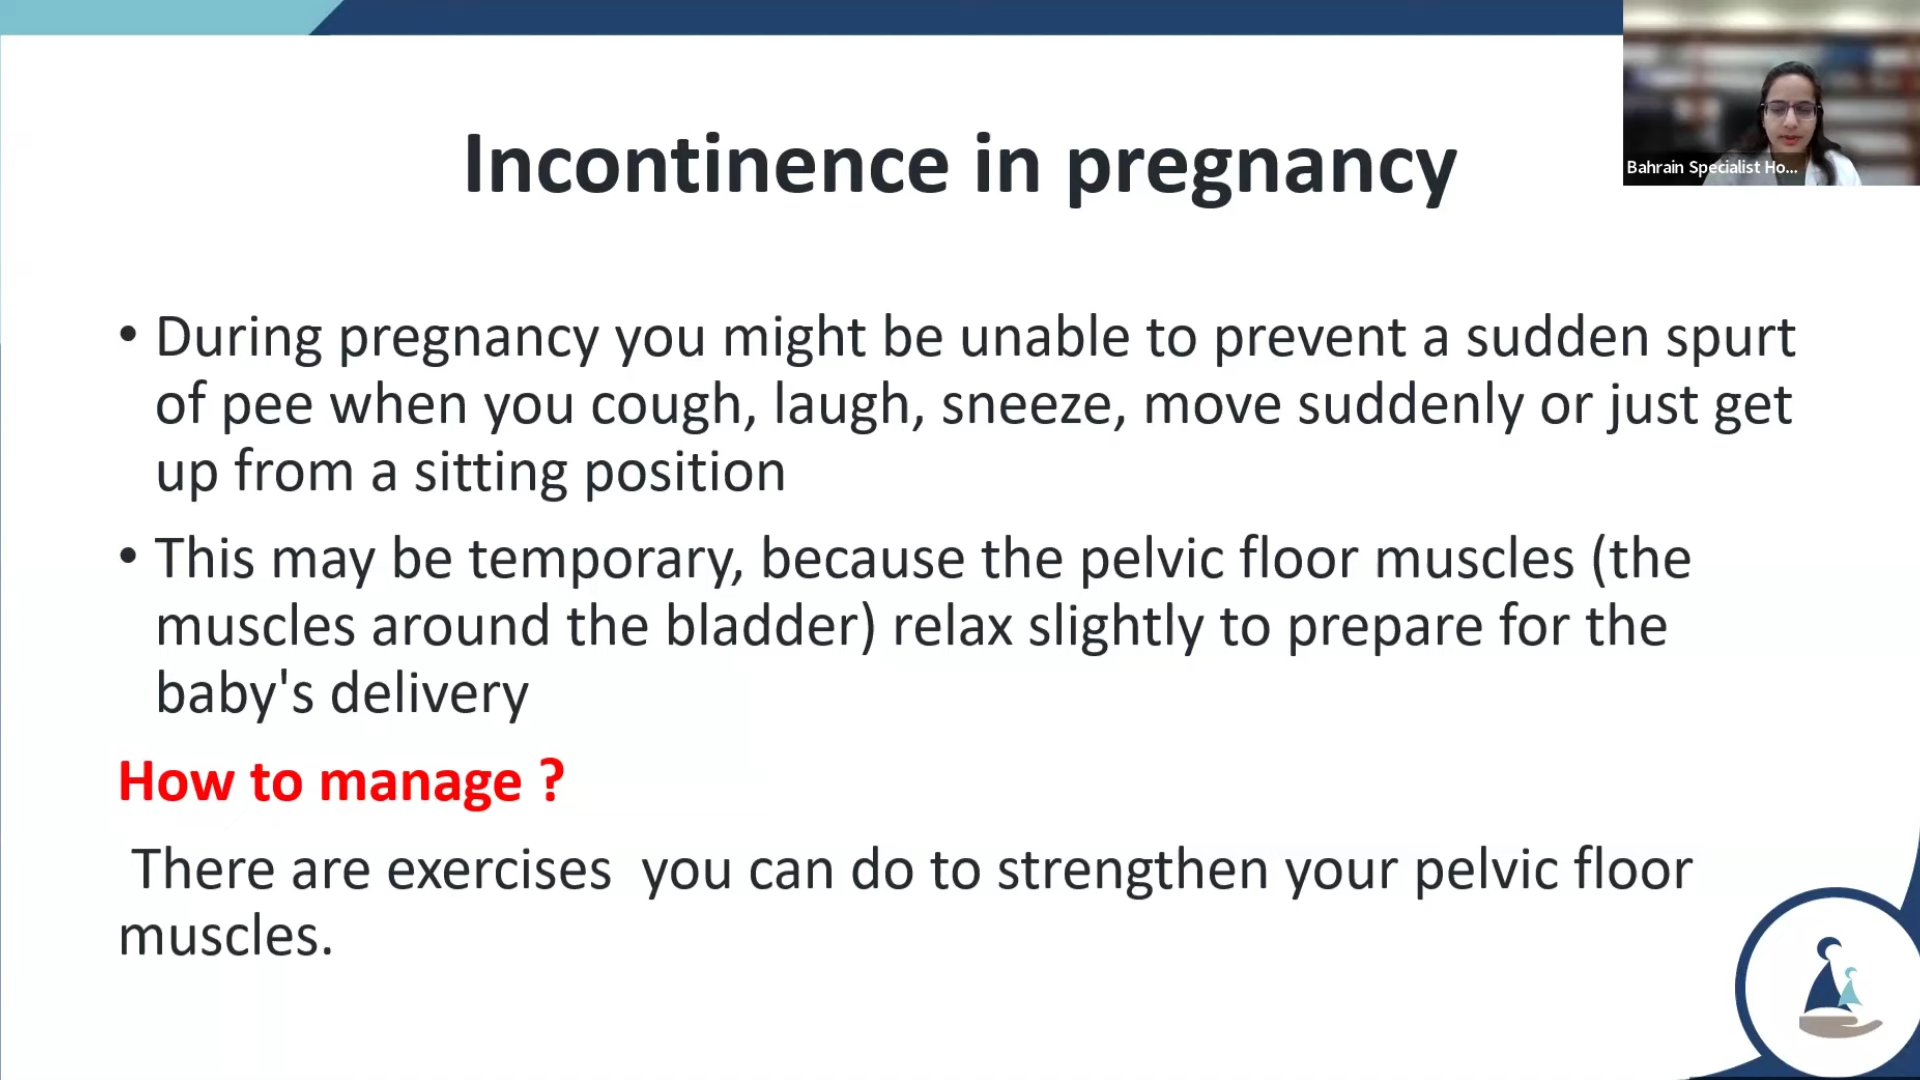 Incontinence in pregnancy
Bahrain Specialist Ho...
• During pregnancy you might be unable to prevent a sudden spurt
of pee when you cough, laugh, sneeze, move suddenly or just get
up from a sitting position
• This may be temporary, because the pelvic floor muscles (the
muscles around the bladder) relax slightly to prepare for the
baby's delivery
How to manage ?
There are exercises  you can do to strengthen your pelvic floor
muscles.